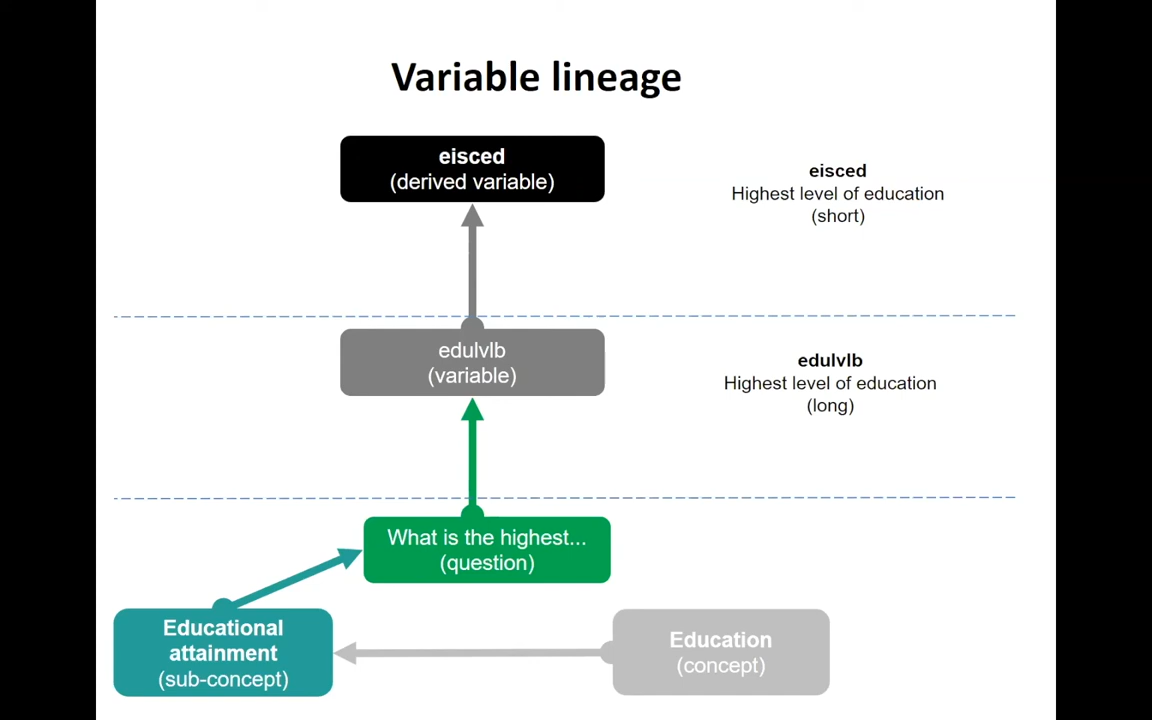 Variable lineage
eisced
(derived variable)
eisced
Highest level of education
(short)
edulvlb
(variable)
edulvlb
Highest level of education
(long)
What is the highest...
(question)
Educational
attainment
(sub-concept)
Education
(concept)